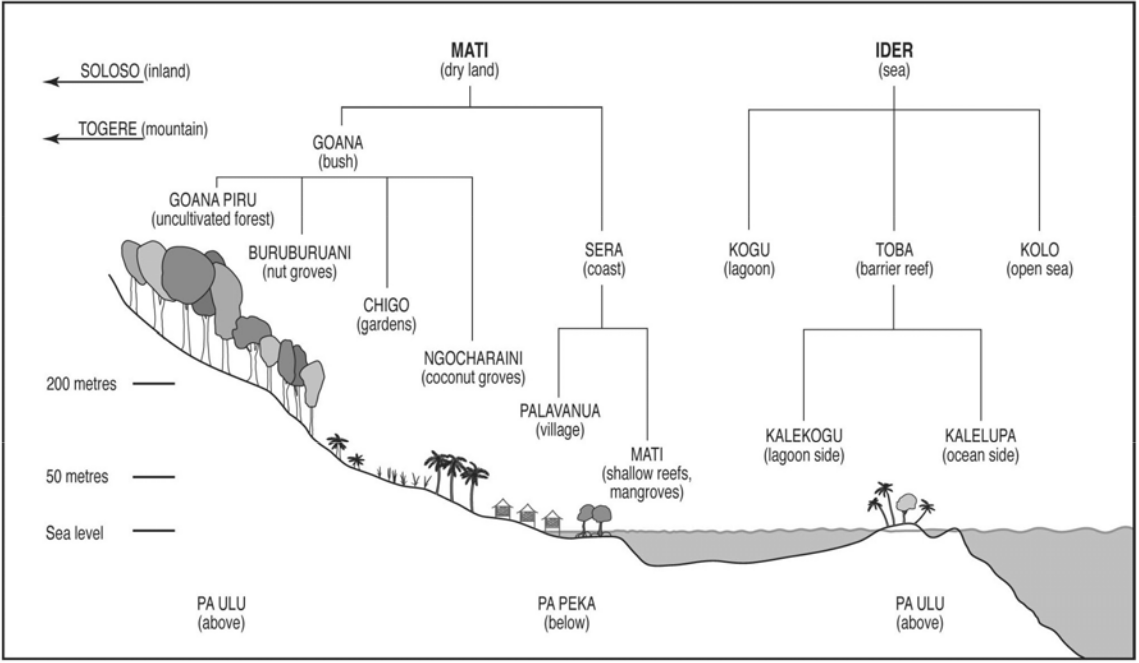 MATI
(dry land)
IDER
(sea)
SOLOSO (inland)
TOGERE (mountain)
GOANA
(bush)
GOANA PIRU
(uncultivated forest)
BURUBURUANI
(nut groves)
CHIGO
(gardens)
NGOCHARAINI
(coconut groves)
SERA
(coast)
PALAVANUA
(village)
MATI
(shallow reefs,
mangroves)
KOGU
(lagoon)
TOBA
(barrier reef)
KOLO
(open sea)
KALEKOGU
(lagoon side)
KALELUPA
(ocean side)
200 metres
50 metres
Sea level
PA ULU
(above)
PA PEKA
(below)
PA ULU
(above)